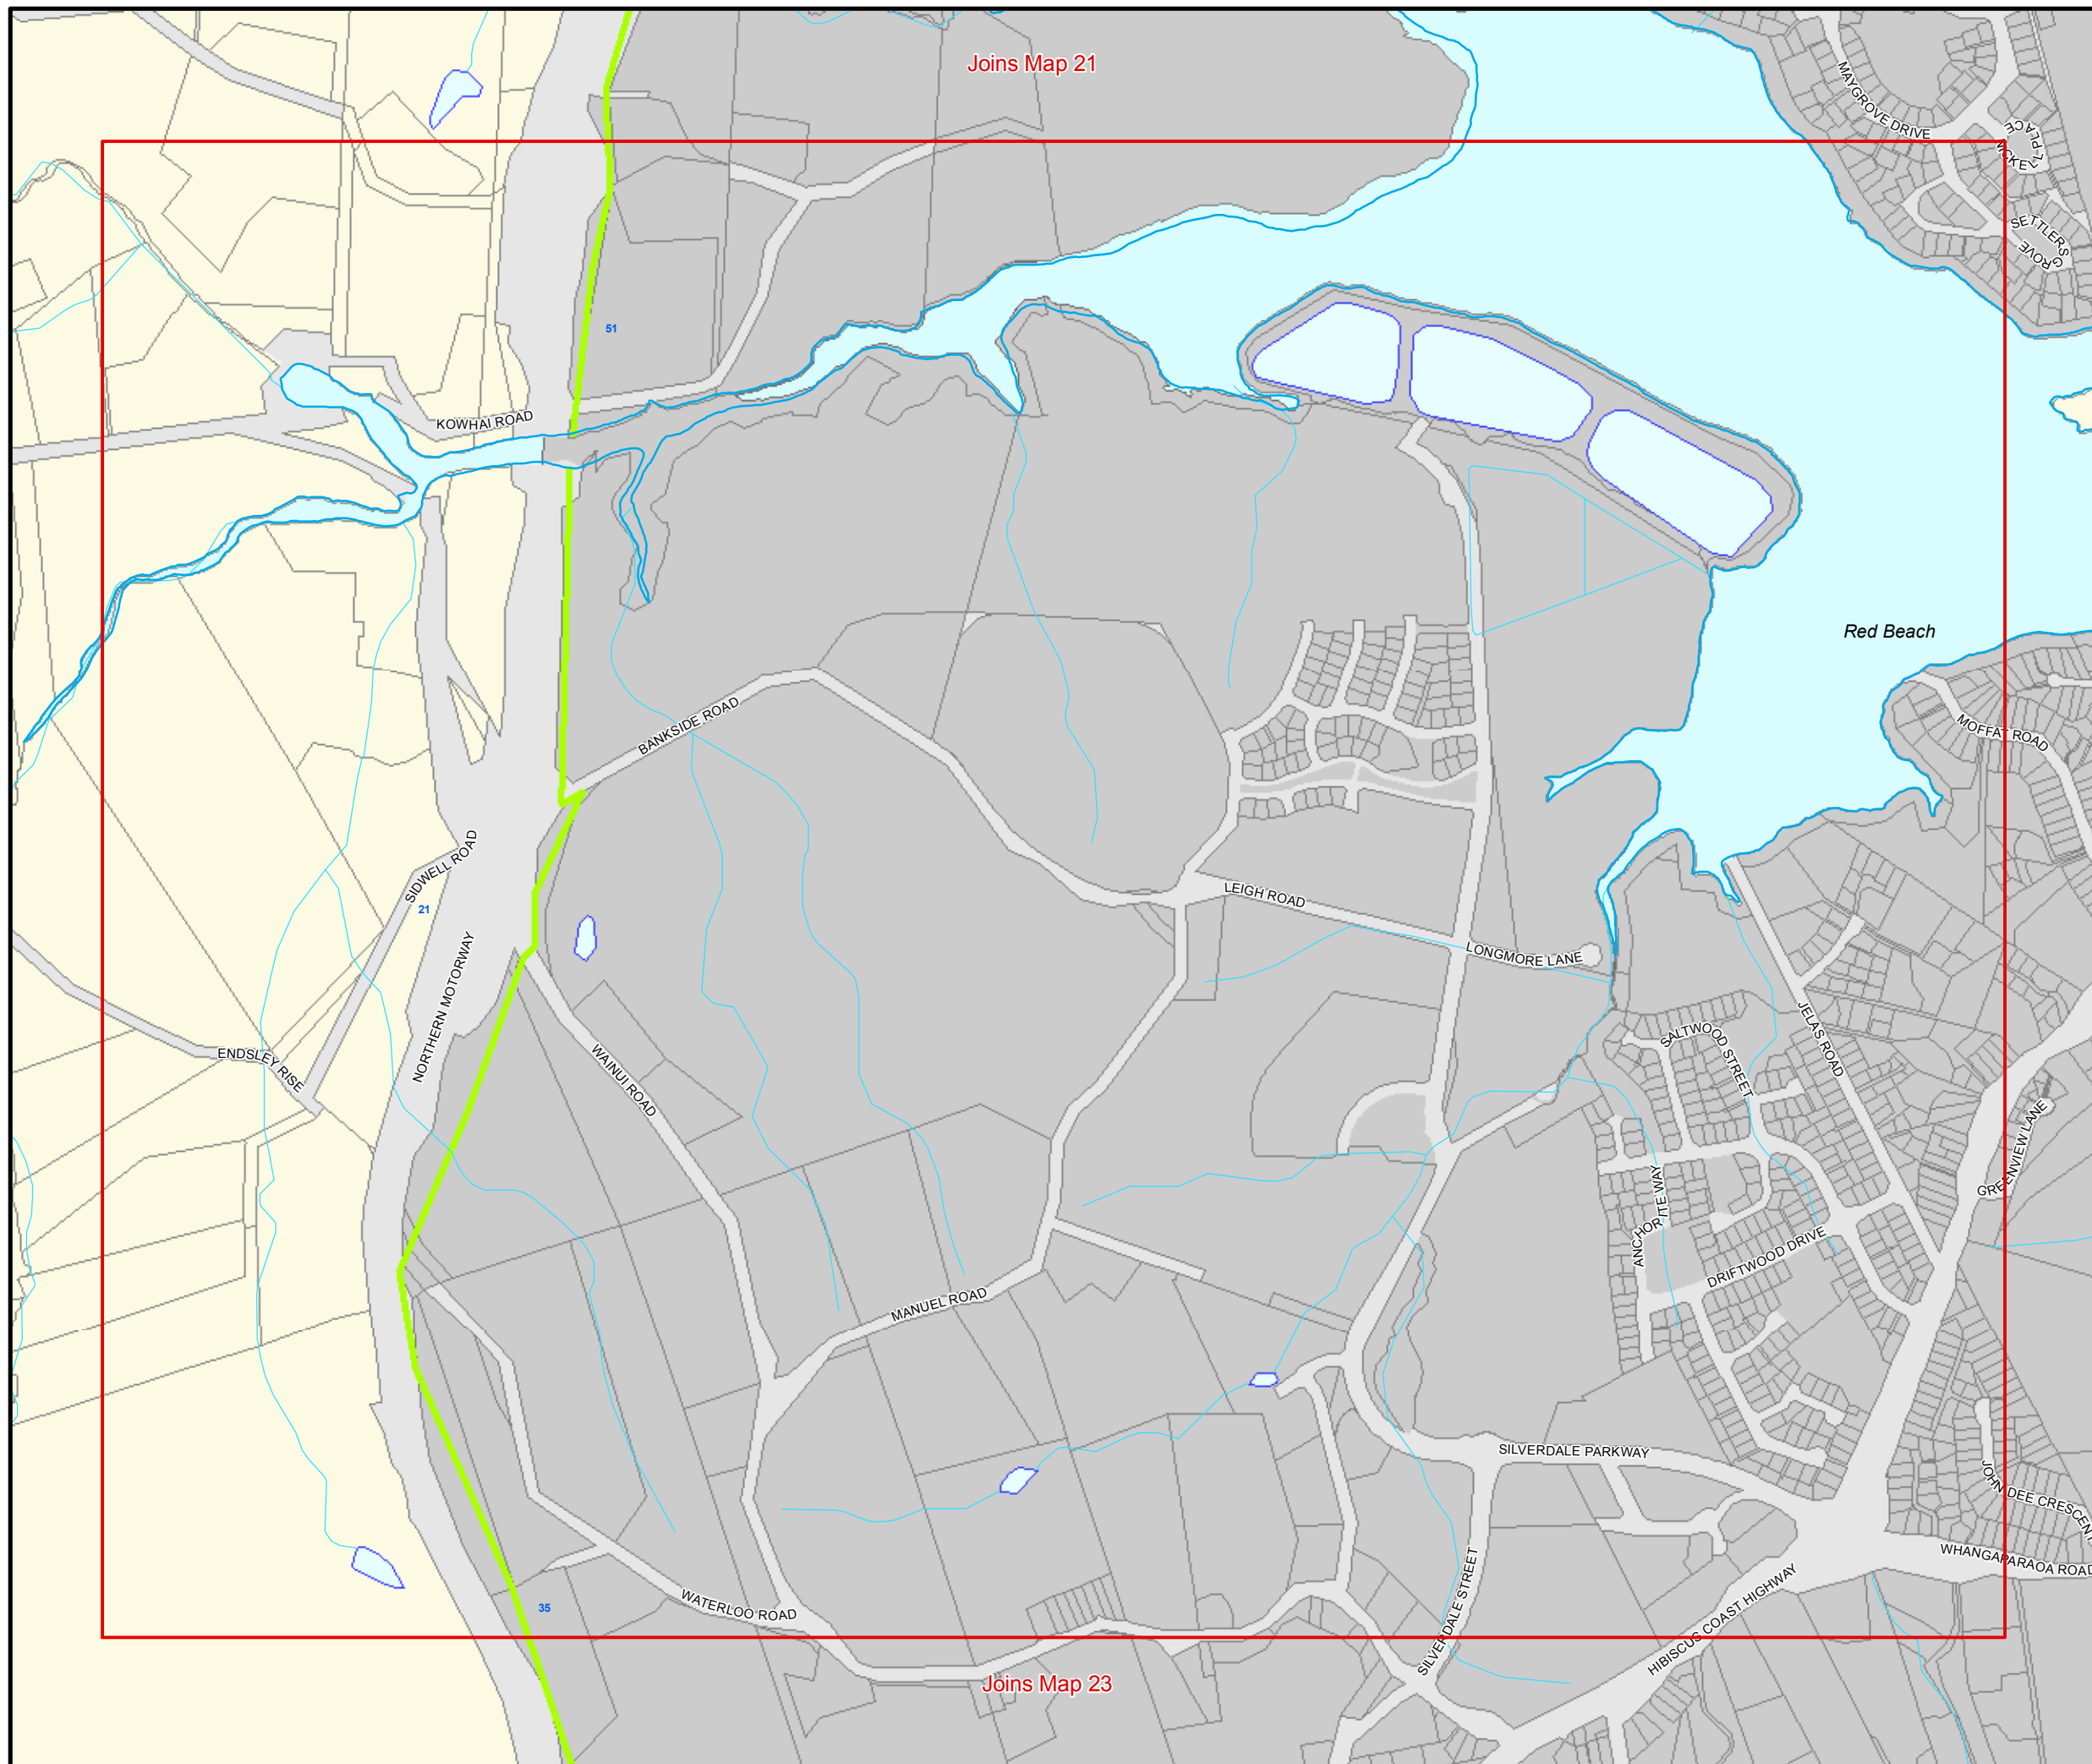 Joins Map 21
MAYGROVE DRIVE
PLACE
SETTLERS
GROVE
51
KOWHAI ROAD
Red Beach
BANKSIDE ROAD
MOFFAT ROAD
SIDWELL ROAD
21
LEIGH ROAD
LONGMORE LANE
NORTHERN MOTORWAY
ENDSLEY RISE
WAINUI ROAD
SALTWOOD STREET
JELAS ROAD
GREENVIEW LANE
ANCHORITE WAY
DRIFTWOOD DRIVE
MANUEL ROAD
SILVERDALE PARKWAY
JOHN DEE CRESCENT
WHANGAPARAOA ROAD
HIBISCUS COAST HIGHWAY
SILVERDALE STREET
WATERLOO ROAD
35
Joins Map 23